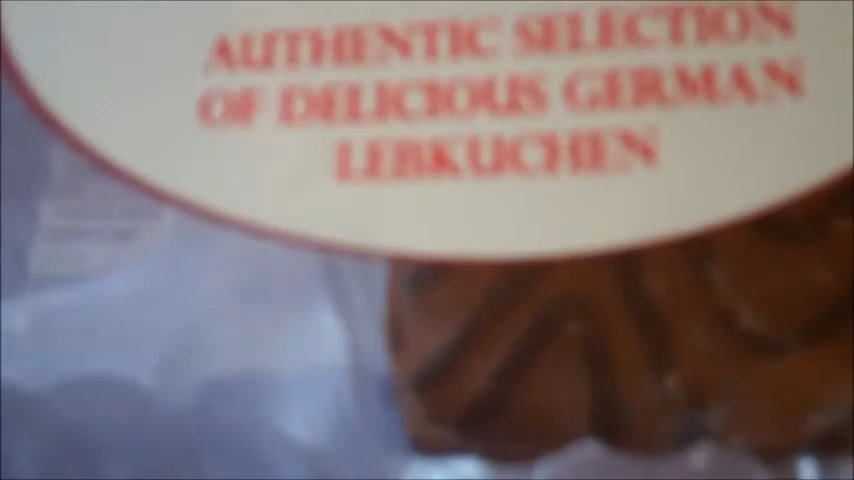 AUTHENTIC SELECTION
OF DELICIOUS GERMAN
LEBKUCHEN